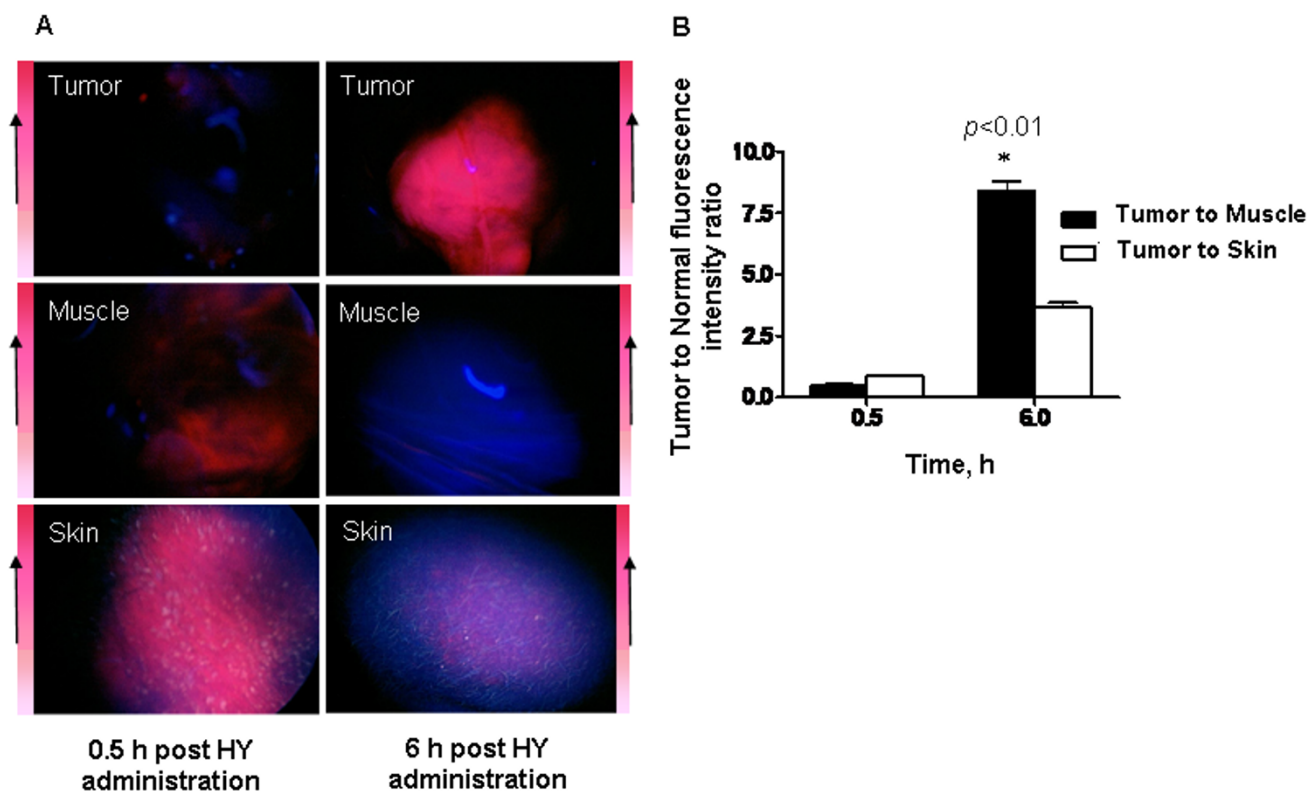 A
Tumor
Tumor
Muscle
Muscle
Skin
Skin
0.5 h post HY
administration
6 h post HY
administration
B
Tumor to Normal fluorescence
intensity ratio
p<0.01
*
10.0
7.5
5.0
2.5
0.0
0.5
6.0
Time, h
Tumor to Muscle
Tumor to Skin